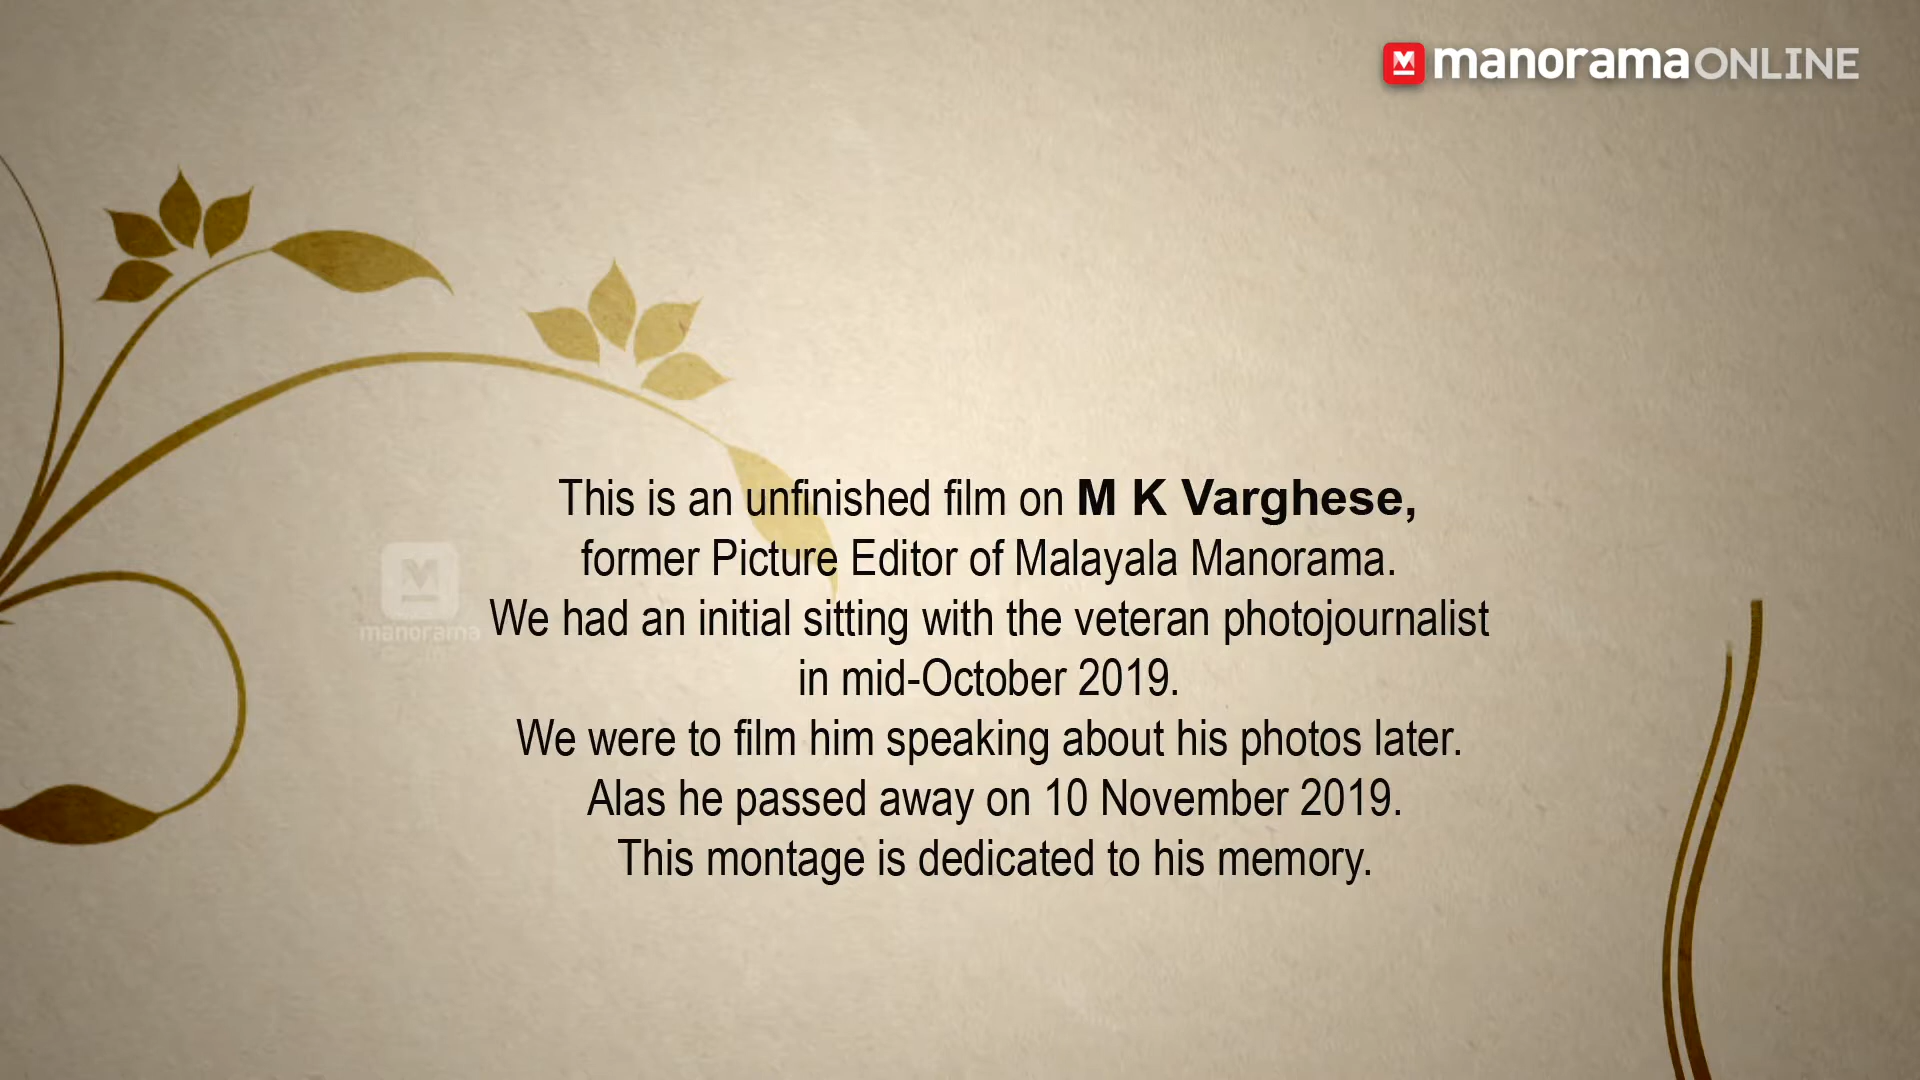 manoramaONLINE
This is an unfinished film on M K Varghese,
former Picture Editor of Malayala Manorama.
We had an initial sitting with the veteran photojournalist
in mid-October 2019.
We were to film him speaking about his photos later.
Alas he passed away on 10 November 2019.
This montage is dedicated to his memory.
manorama